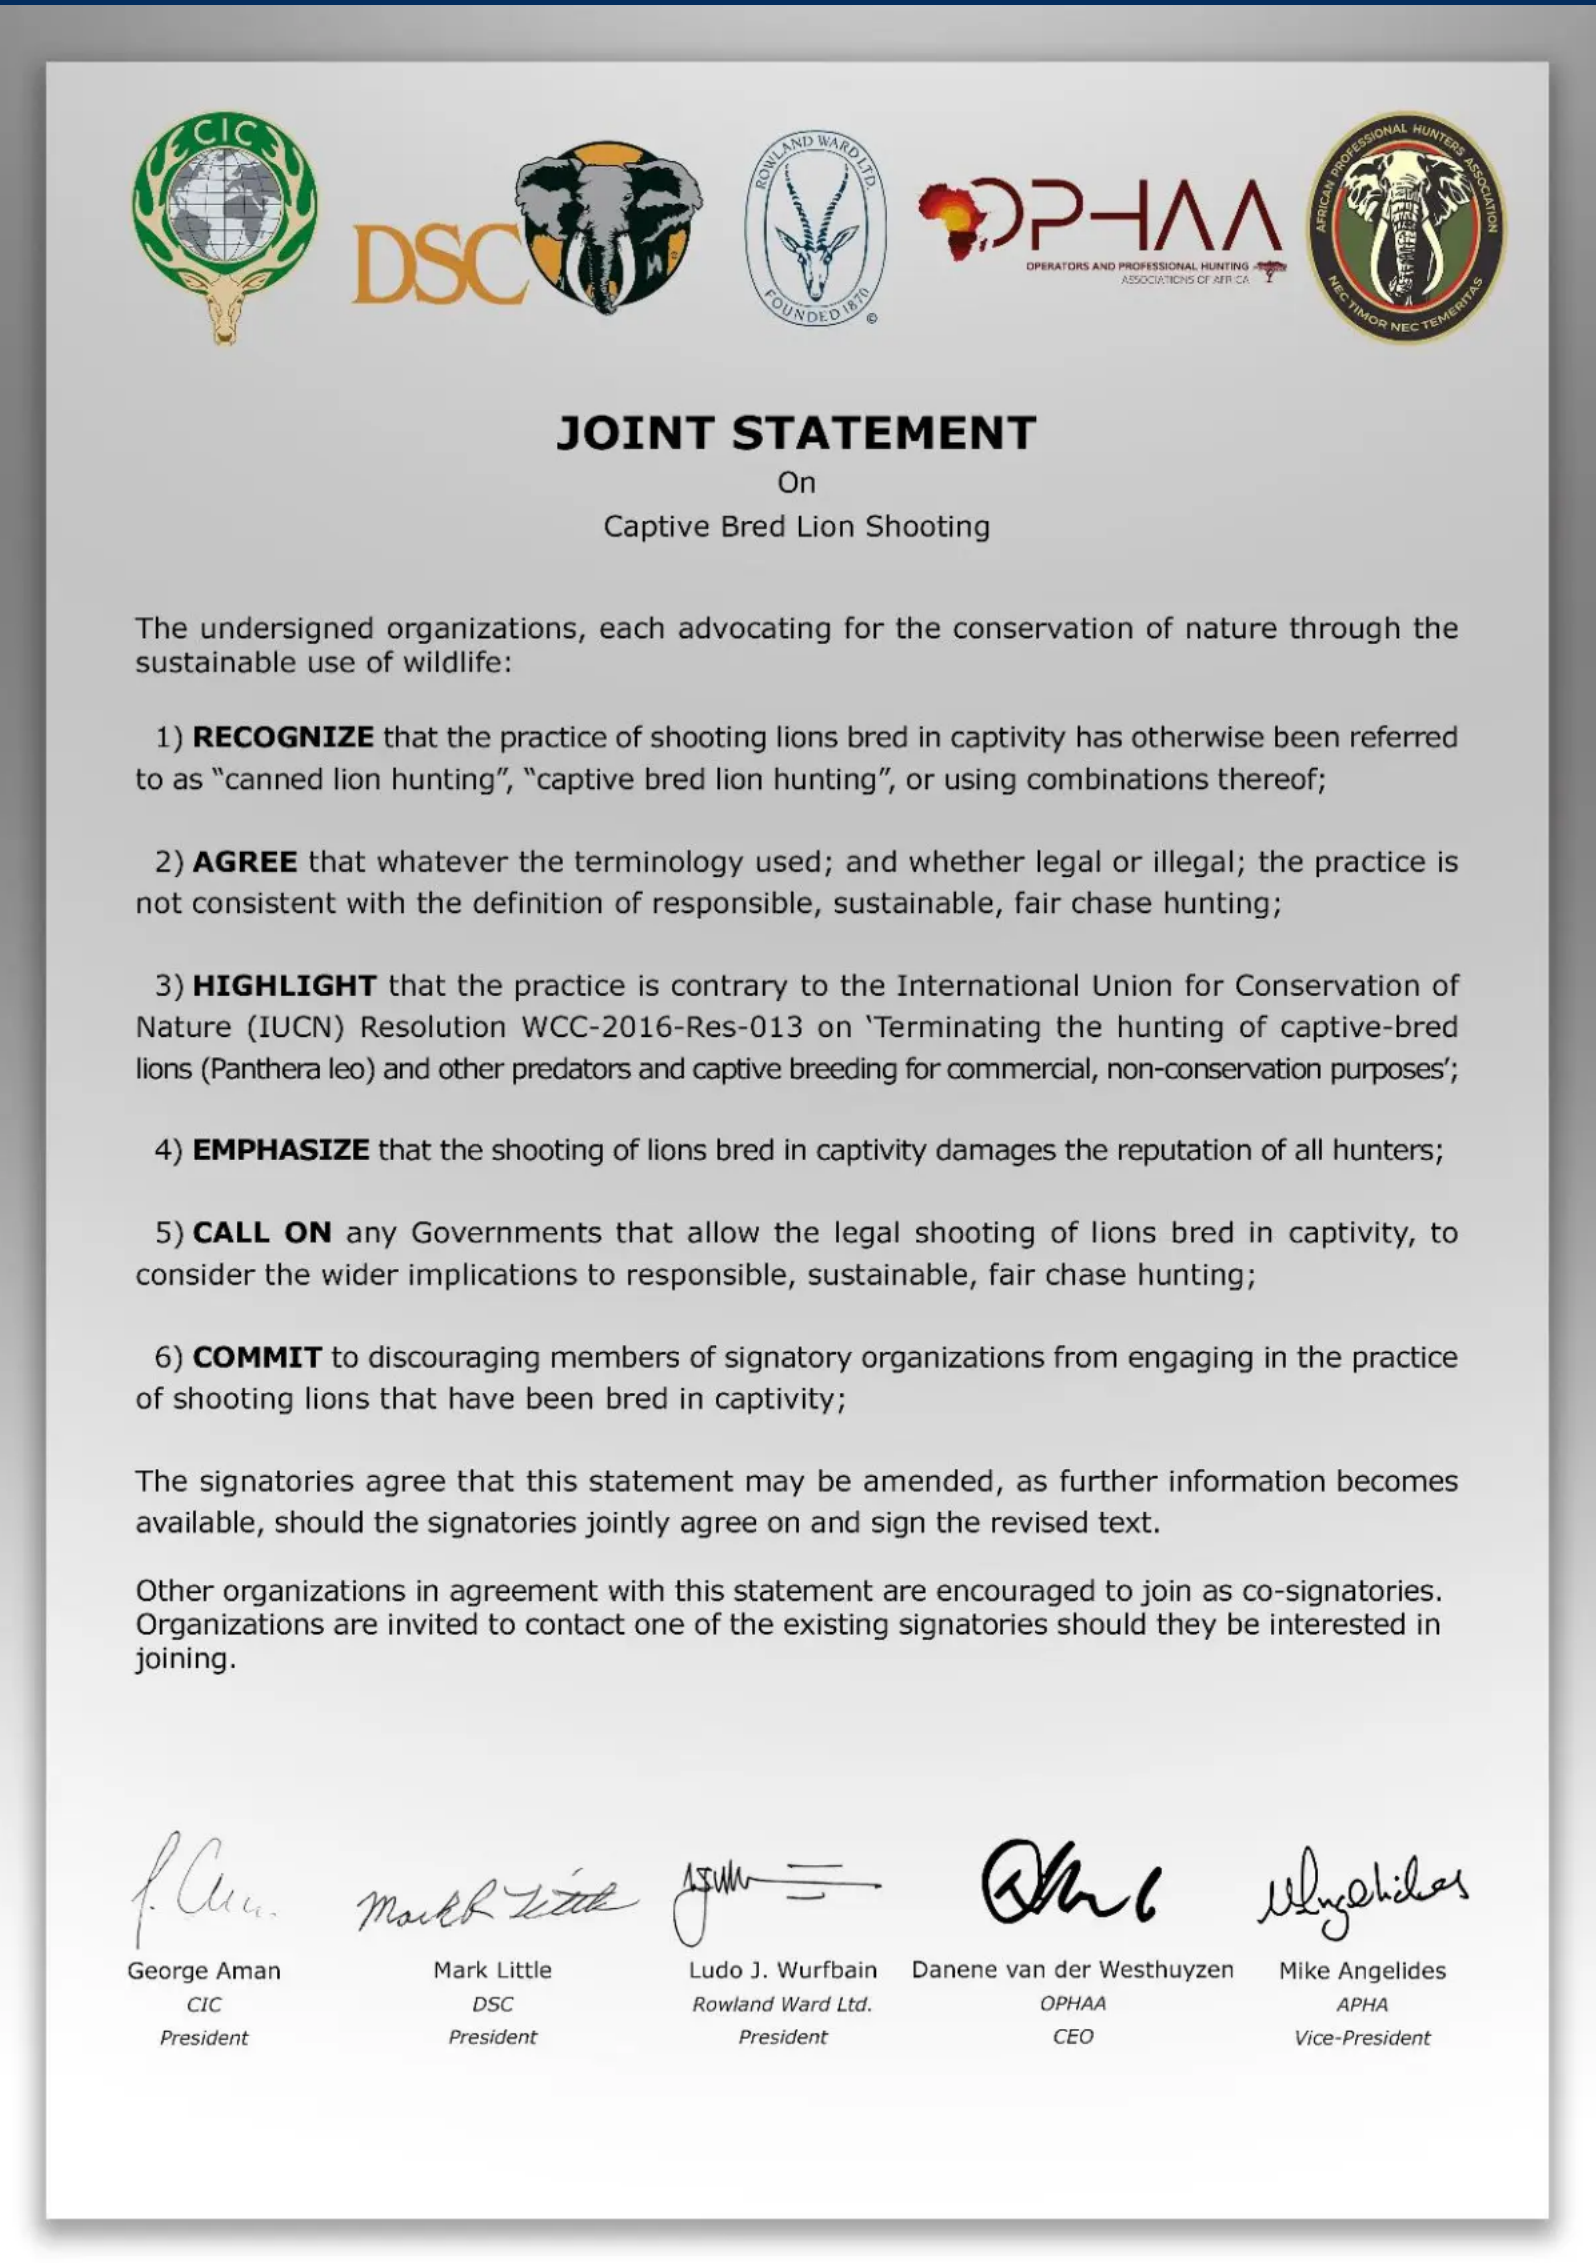 CIC
DSC
ROWLAND WARD LTD.
FOUNDED 1870
©
OPHAA
OPERATORS AND PROFESSIONAL HUNTING
ASSOCIATIONS OF AFRICA
AFRICAN PROFESSIONAL HUNTERS ASSOCIATION
NEC TIMOR NEC TEMERITAS
JOINT STATEMENT
On
Captive Bred Lion Shooting
The undersigned organizations, each advocating for the conservation of nature through the
sustainable use of wildlife:
1) RECOGNIZE that the practice of shooting lions bred in captivity has otherwise been referred
to as “canned lion hunting”, “captive bred lion hunting”, or using combinations thereof;
2) AGREE that whatever the terminology used; and whether legal or illegal; the practice is
not consistent with the definition of responsible, sustainable, fair chase hunting;
3) HIGHLIGHT that the practice is contrary to the International Union for Conservation of
Nature (IUCN) Resolution WCC-2016-Res-013 on ‘Terminating the hunting of captive-bred
lions (Panthera leo) and other predators and captive breeding for commercial, non-conservation purposes’;
4) EMPHASIZE that the shooting of lions bred in captivity damages the reputation of all hunters;
5) CALL ON any Governments that allow the legal shooting of lions bred in captivity, to
consider the wider implications to responsible, sustainable, fair chase hunting;
6) COMMIT to discouraging members of signatory organizations from engaging in the practice
of shooting lions that have been bred in captivity;
The signatories agree that this statement may be amended, as further information becomes
available, should the signatories jointly agree on and sign the revised text.
Other organizations in agreement with this statement are encouraged to join as co-signatories.
Organizations are invited to contact one of the existing signatories should they be interested in
joining.
George Aman
CIC
President
Mark Little
DSC
President
Ludo J. Wurfbain
Rowland Ward Ltd.
President
Danene van der Westhuyzen
OPHAA
CEO
Mike Angelides
APHA
Vice-President